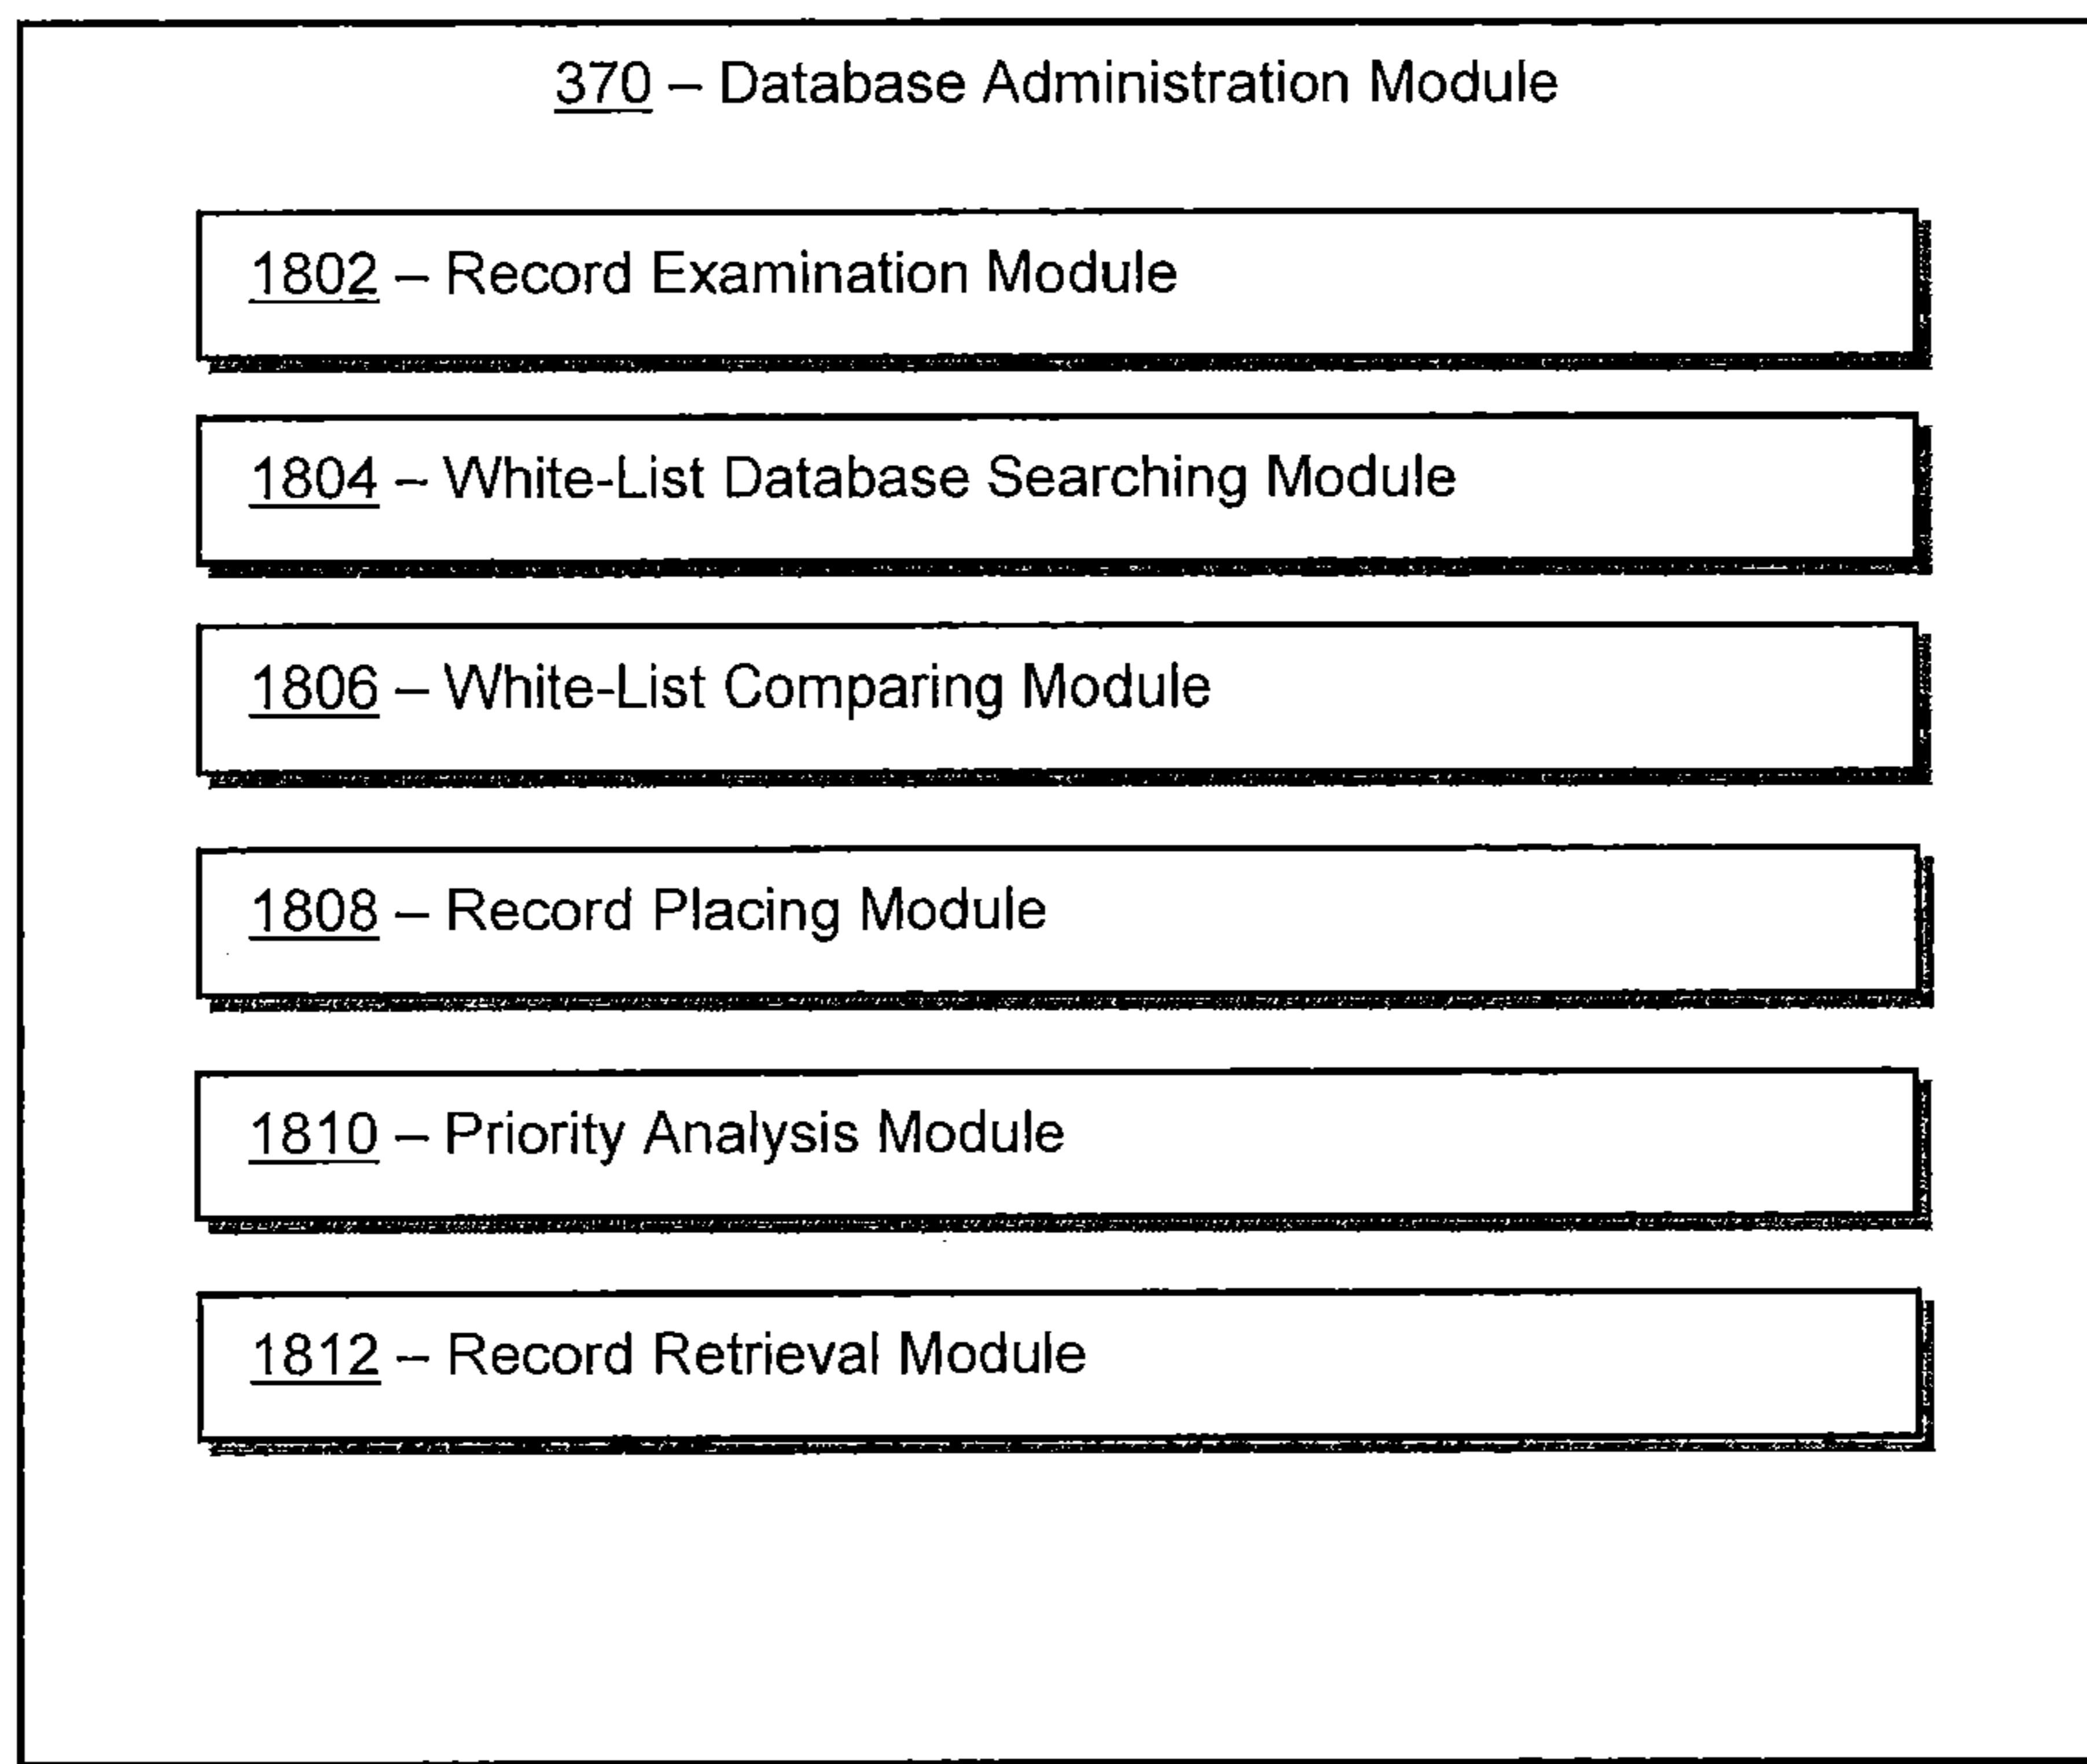 370 – Database Administration Module
1802 – Record Examination Module
1804 – White-List Database Searching Module
1806 – White-List Comparing Module
1808 – Record Placing Module
1810 – Priority Analysis Module
1812 – Record Retrieval Module